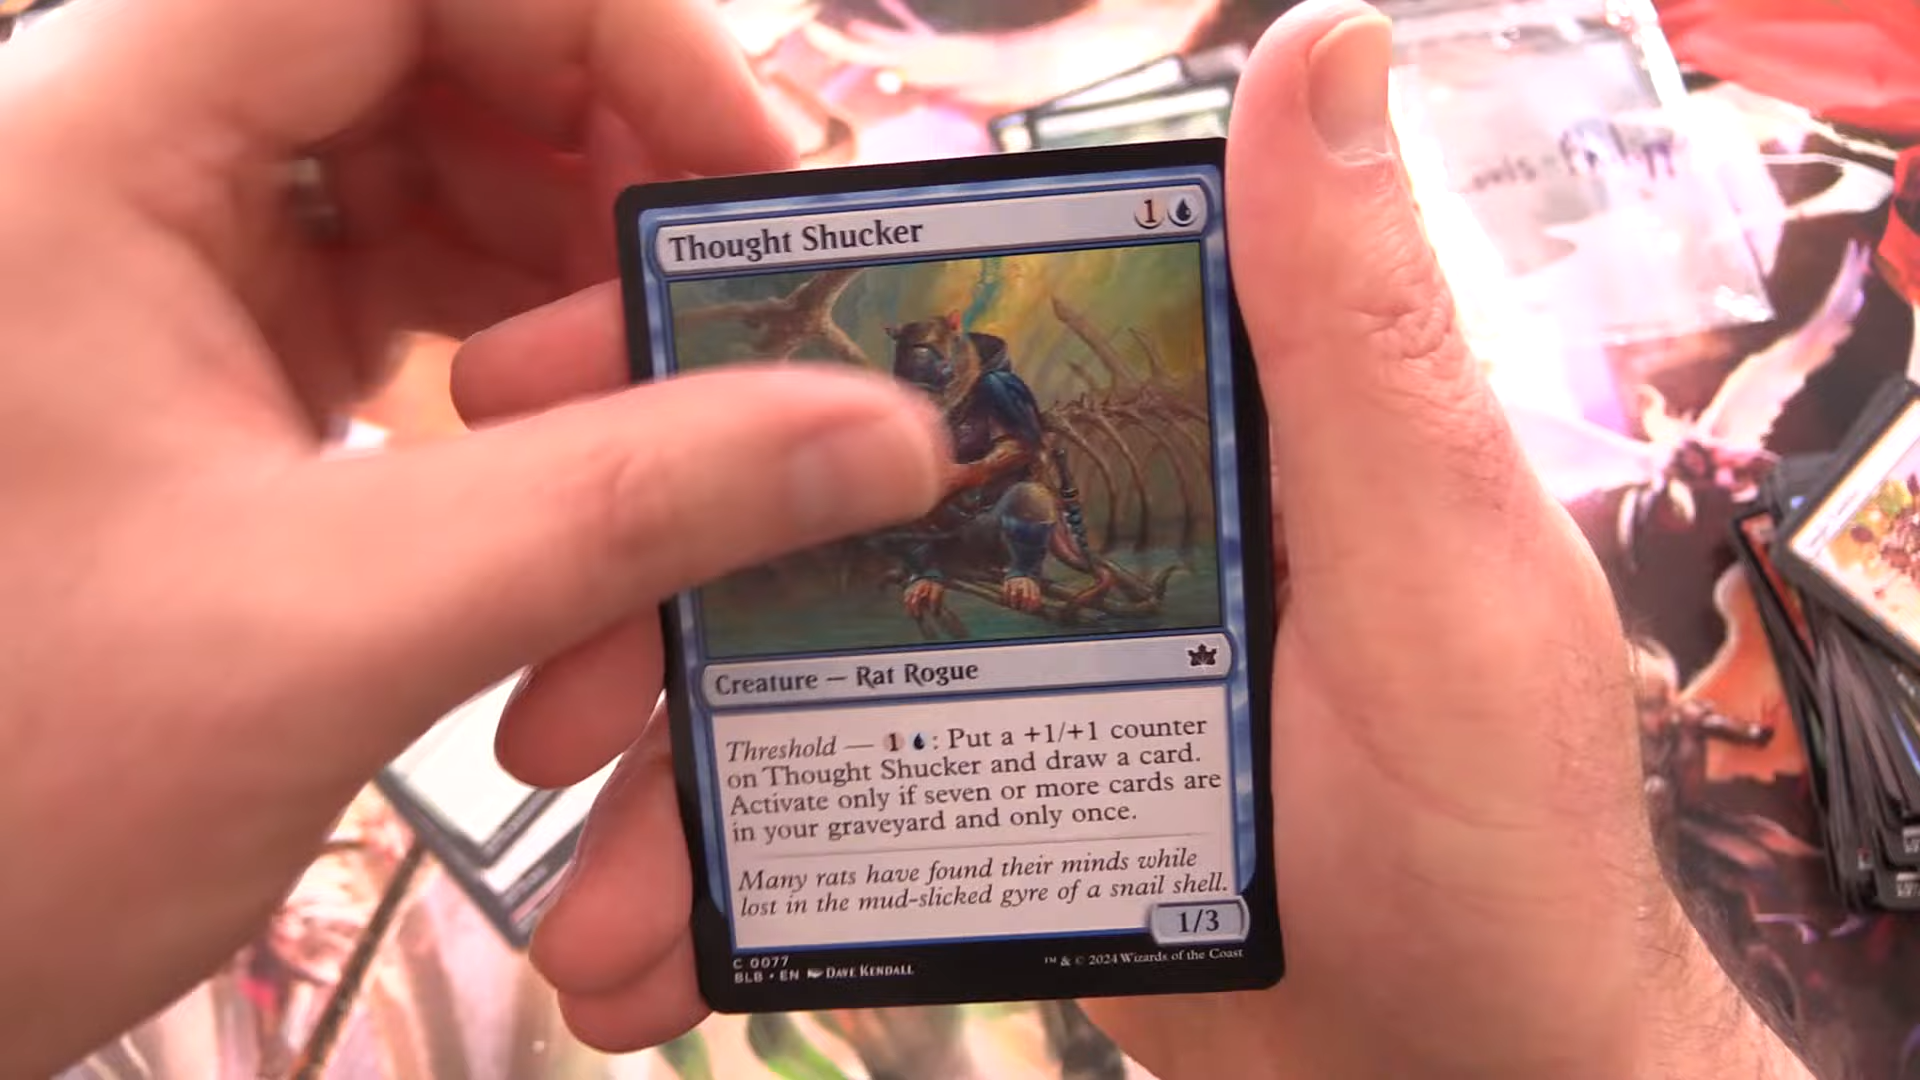 Thought Shucker 1
Creature — Rat Rogue
Threshold — 1 : Put a +1/+1 counter
on Thought Shucker and draw a card.
Activate only if seven or more cards are
in your graveyard and only once.
Many rats have found their minds while
lost in the mud-slicked gyre of a snail shell.
1/3
C 0077
BLB • EN DAVE KENDALL
™ & © 2024 Wizards of the Coast